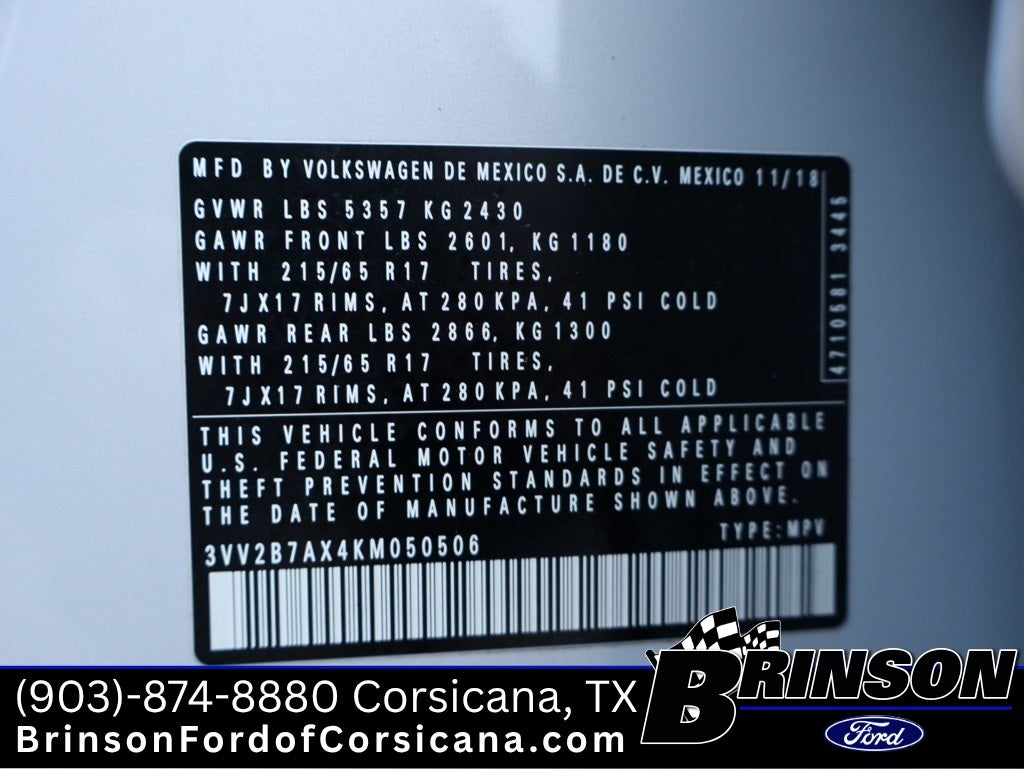 MFD BY VOLKSWAGEN DE MEXICO S.A. DE C.V. MEXICO 11/18
GVWR LBS 5357 KG 2430
GAWR FRONT LBS 2601, KG 1180
WITH 215/65 R17 TIRES,
7JX17 RIMS, AT 280 KPA, 41 PSI COLD
GAWR REAR LBS 2866, KG 1300
WITH 215/65 R17 TIRES,
7JX17 RIMS, AT 280 KPA, 41 PSI COLD
4710581 3445
THIS VEHICLE CONFORMS TO ALL APPLICABLE
U.S. FEDERAL MOTOR VEHICLE SAFETY AND
THEFT PREVENTION STANDARDS IN EFFECT ON
THE DATE OF MANUFACTURE SHOWN ABOVE.
TYPE: MPV
3VV2B7AX4KM050506
(903)-874-8880 Corsicana, TX
BrinsonFordofCorsicana.com
BRINSON
Ford